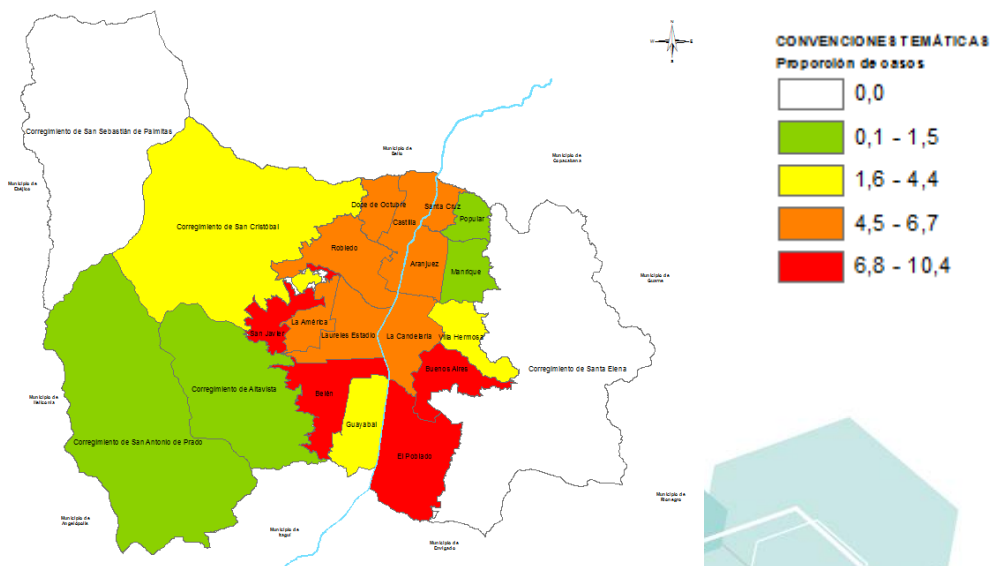 CONVENCIONES TEMÁTICAS
Proporción de casos
0,0
0,1 - 1,5
1,6 - 4,4
4,5 - 6,7
6,8 - 10,4
N
W
E
S
Corregimiento de San Sebastián de Palmitas
Municipio de
Bello
Municipio de
Copacabana
Municipio de
Ebéjico
Doce de Octubre
Santa Cruz
Castilla
Popular
Corregimiento de San Cristóbal
Robledo
Aranjuez
Manrique
Municipio de
Guarne
La América
San Javier
Laureles Estadio
La Candelaria
Villa Hermosa
Buenos Aires
Corregimiento de Santa Elena
Corregimiento de Altavista
Belén
Municipio de
Heliconia
Guayabal
Corregimiento de San Antonio de Prado
El Poblado
Municipio de
Rionegro
Municipio de
Angelópolis
Municipio de
Itagüí
Municipio de
Envigado